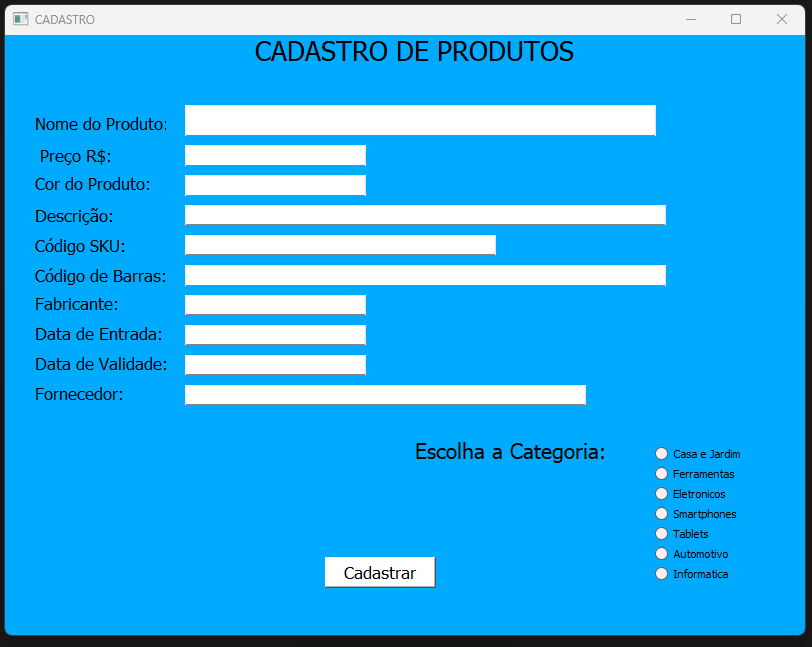 CADASTRO
CADASTRO DE PRODUTOS
Nome do Produto:
Preço R$:
Cor do Produto:
Descrição:
Código SKU:
Código de Barras:
Fabricante:
Data de Entrada:
Data de Validade:
Fornecedor:
Escolha a Categoria:
Casa e Jardim
Ferramentas
Eletronicos
Smartphones
Tablets
Automotivo
Informatica
Cadastrar